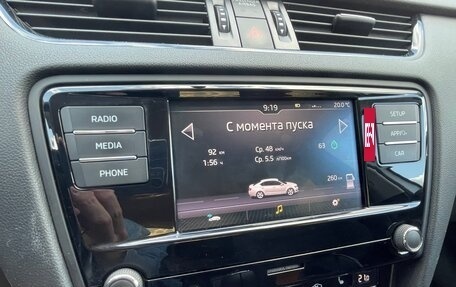 RADIO
MEDIA
PHONE
9:19 20.0°C
С момента пуска
92 км Ср. 48 км/ч 63
1:56 ч Ср. 5.5 л/100км
260 км
SETUP
APP/
CAR